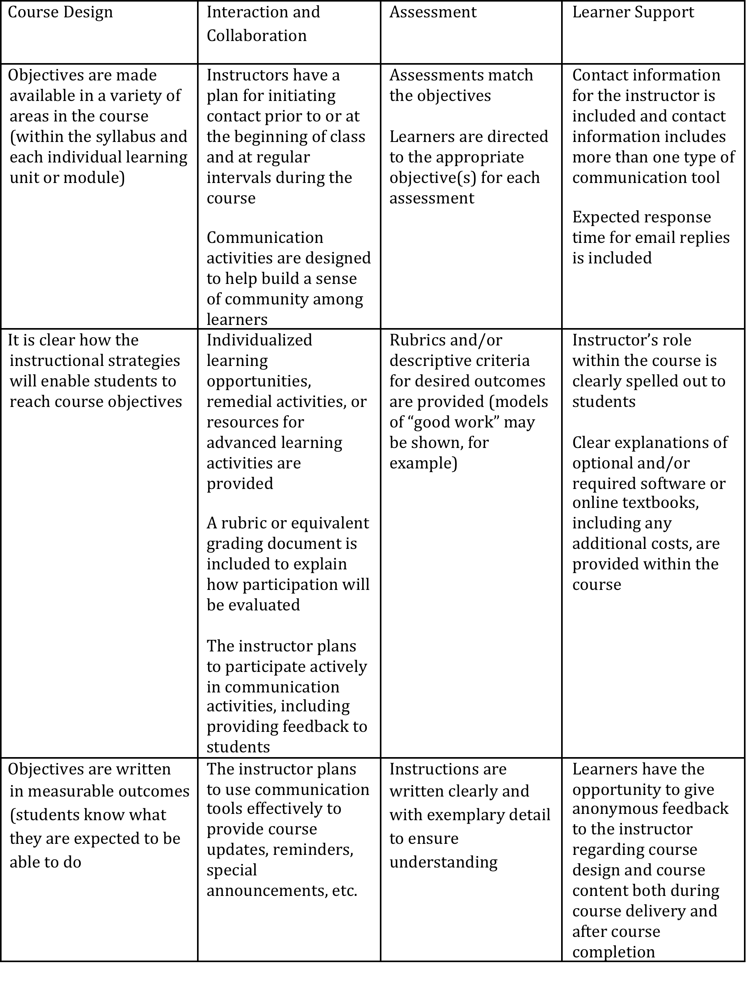 Course Design
Interaction and
Collaboration
Assessment
Learner Support
Objectives are made
available in a variety of
areas in the course
(within the syllabus and
each individual learning
unit or module)
Instructors have a
plan for initiating
contact prior to or at
the beginning of class
and at regular
intervals during the
course
Communication
activities are designed
to help build a sense
of community among
learners
Assessments match
the objectives
Learners are directed
to the appropriate
objective(s) for each
assessment
Contact information
for the instructor is
included and contact
information includes
more than one type of
communication tool
Expected response
time for email replies
is included
It is clear how the
instructional strategies
will enable students to
reach course objectives
Individualized
learning
opportunities,
remedial activities, or
resources for
advanced learning
activities are
provided
A rubric or equivalent
grading document is
included to explain
how participation will
be evaluated
The instructor plans
to participate actively
in communication
activities, including
providing feedback to
students
Rubrics and/or
descriptive criteria
for desired outcomes
are provided (models
of “good work” may
be shown, for
example)
Instructor’s role
within the course is
clearly spelled out to
students
Clear explanations of
optional and/or
required software or
online textbooks,
including any
additional costs, are
provided within the
course
Objectives are written
in measurable outcomes
(students know what
they are expected to be
able to do
The instructor plans
to use communication
tools effectively to
provide course
updates, reminders,
special
announcements, etc.
Instructions are
written clearly and
with exemplary detail
to ensure
understanding
Learners have the
opportunity to give
anonymous feedback
to the instructor
regarding course
design and course
content both during
course delivery and
after course
completion